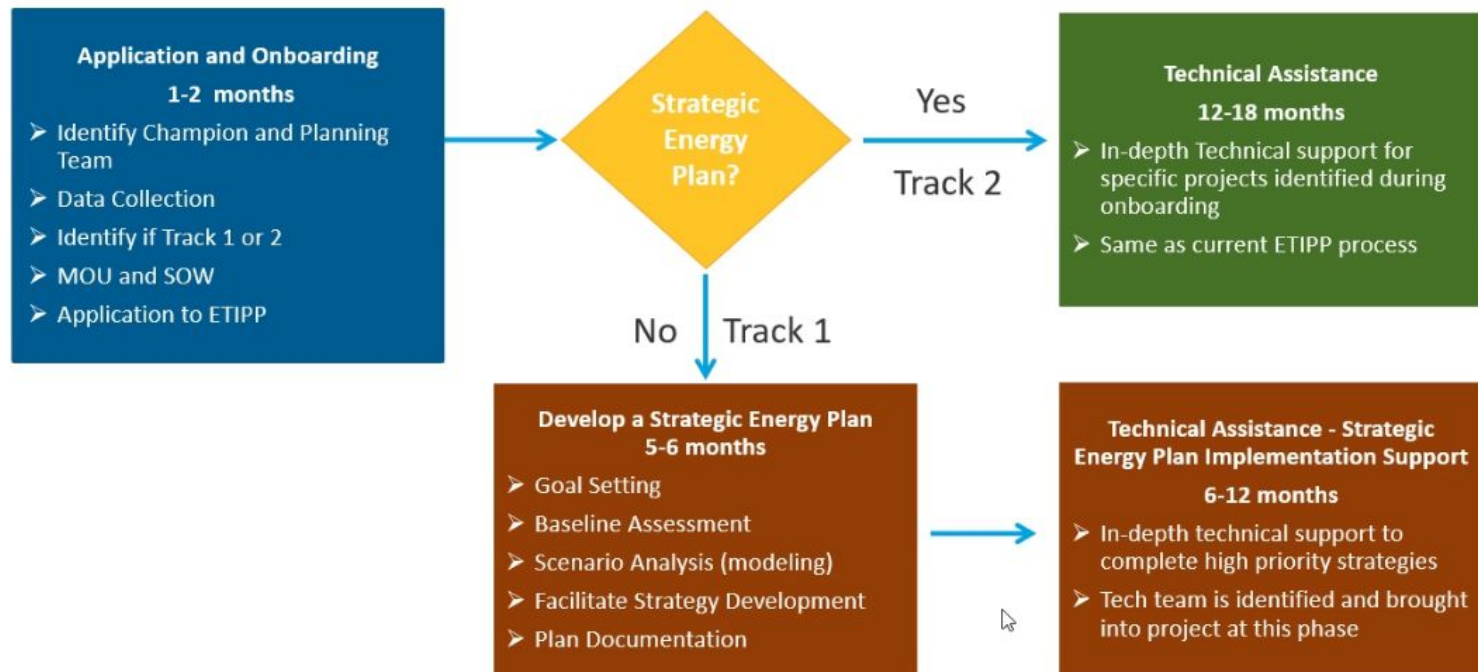 Application and Onboarding
1-2 months
➢ Identify Champion and Planning
Team
➢ Data Collection
➢ Identify if Track 1 or 2
➢ MOU and SOW
➢ Application to ETIPP
Strategic
Energy
Plan?
Yes
Track 2
Technical Assistance
12-18 months
➢ In-depth Technical support for
specific projects identified during
onboarding
➢ Same as current ETIPP process
No Track 1
Develop a Strategic Energy Plan
5-6 months
➢ Goal Setting
➢ Baseline Assessment
➢ Scenario Analysis (modeling)
➢ Facilitate Strategy Development
➢ Plan Documentation
Technical Assistance - Strategic
Energy Plan Implementation Support
6-12 months
➢ In-depth technical support to
complete high priority strategies
➢ Tech team is identified and brought
into project at this phase